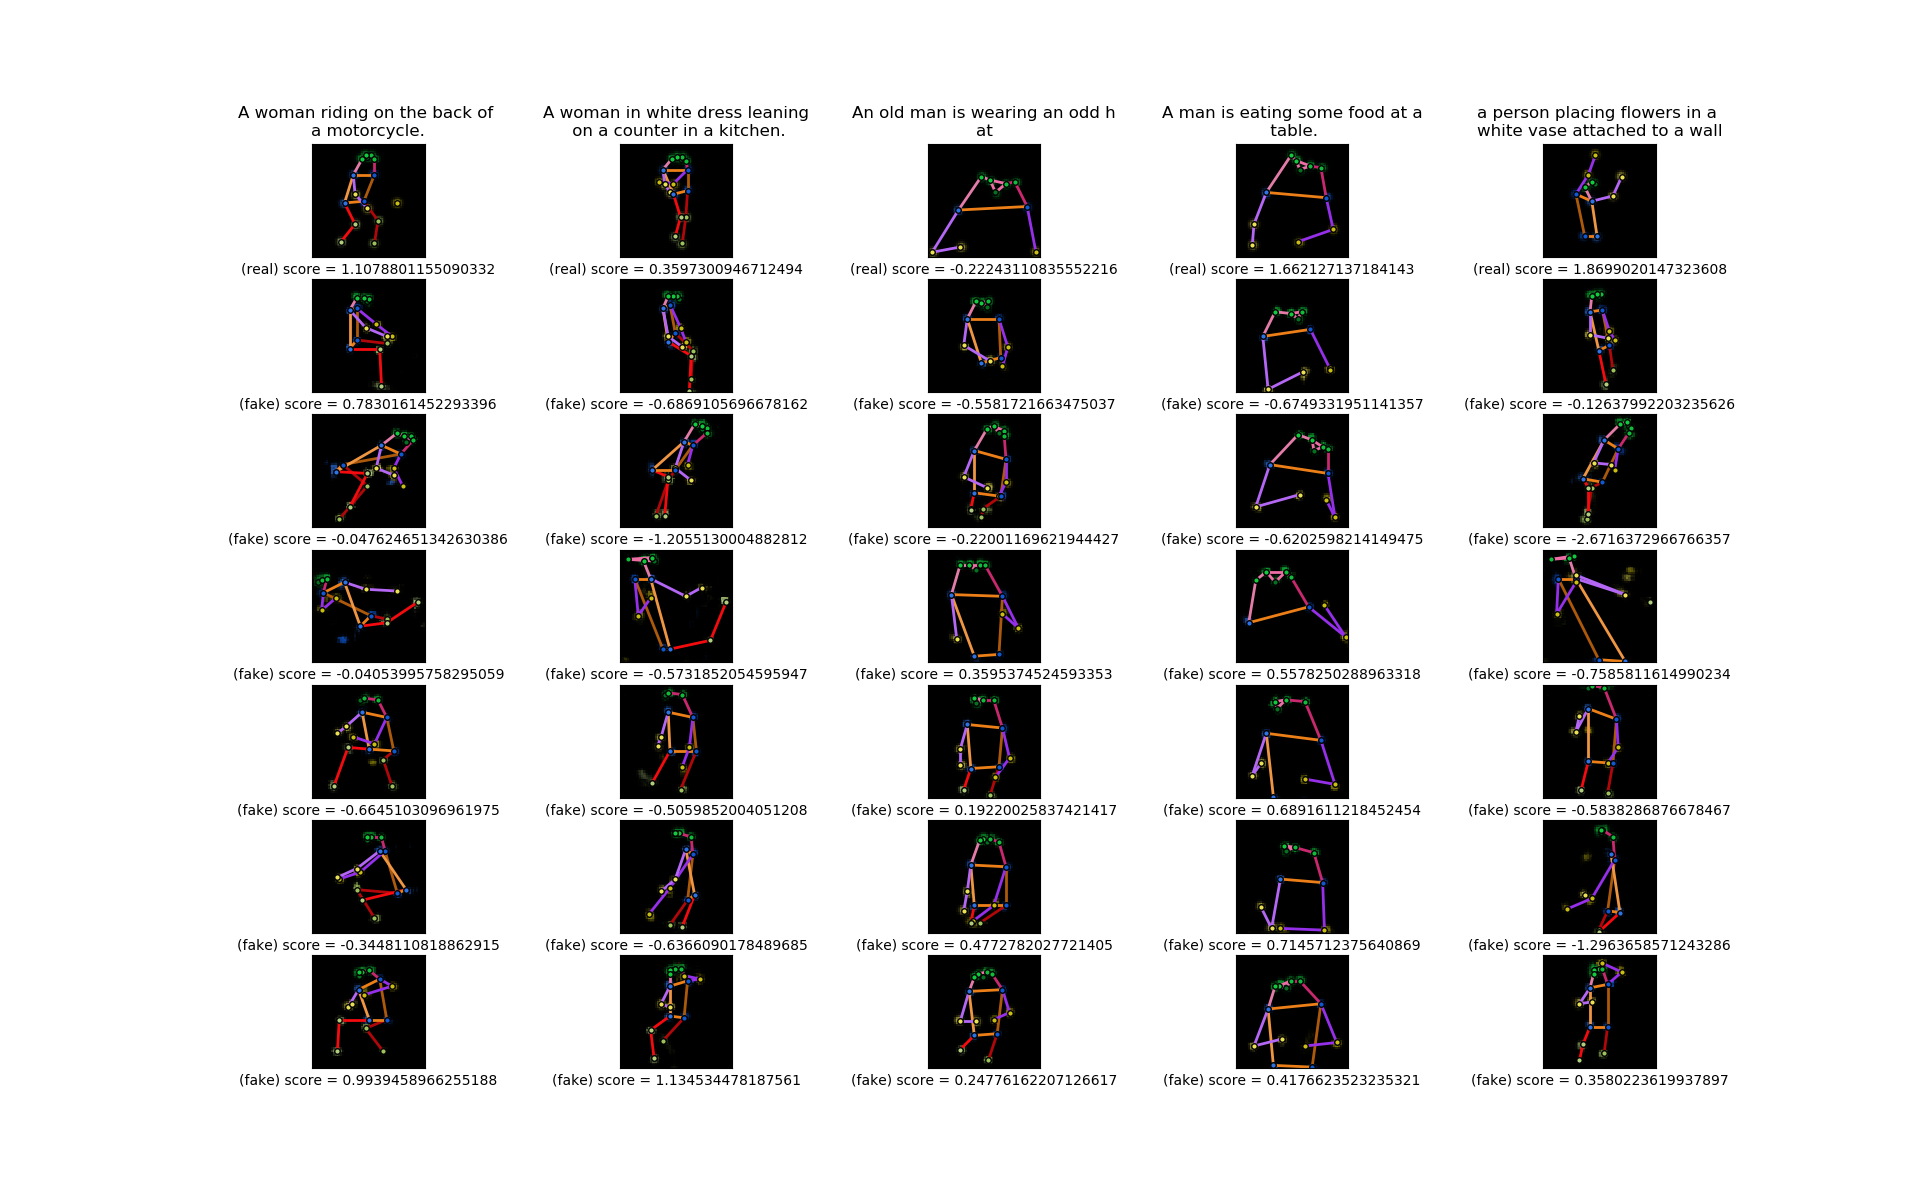 A woman riding on the back of
a motorcycle.
A woman in white dress leaning
on a counter in a kitchen.
An old man is wearing an odd h
at
A man is eating some food at a
table.
a person placing flowers in a
white vase attached to a wall
(real) score = 1.1078801155090332
(real) score = 0.3597300946712494
(real) score = -0.22243110835552216
(real) score = 1.662127137184143
(real) score = 1.8699020147323608
(fake) score = 0.7830161452293396
(fake) score = -0.6869105696678162
(fake) score = -0.5581721663475037
(fake) score = -0.6749331951141357
(fake) score = -0.12637992203235626
(fake) score = -0.047624651342630386
(fake) score = -1.2055130004882812
(fake) score = -0.22001169621944427
(fake) score = -0.6202598214149475
(fake) score = -2.6716372966766357
(fake) score = -0.04053995758295059
(fake) score = -0.5731852054595947
(fake) score = 0.3595374524593353
(fake) score = 0.5578250288963318
(fake) score = -0.7585811614990234
(fake) score = -0.6645103096961975
(fake) score = -0.5059852004051208
(fake) score = 0.19220025837421417
(fake) score = 0.6891611218452454
(fake) score = -0.5838286876678467
(fake) score = -0.3448110818862915
(fake) score = -0.6366090178489685
(fake) score = 0.4772782027721405
(fake) score = 0.7145712375640869
(fake) score = -1.2963658571243286
(fake) score = 0.9939458966255188
(fake) score = 1.134534478187561
(fake) score = 0.24776162207126617
(fake) score = 0.4176623523235321
(fake) score = 0.3580223619937897